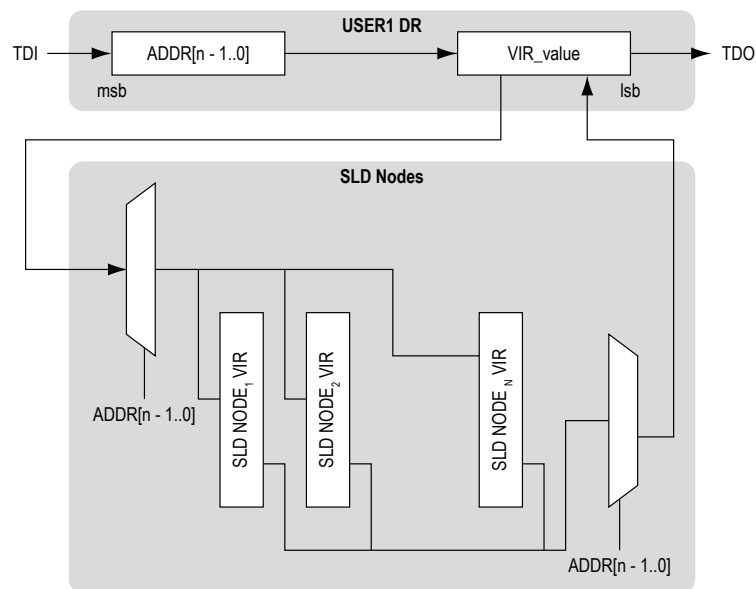 USER1 DR
TDI
ADDR[n - 1..0]
VIR_value
TDO
msb
lsb
SLD Nodes
SLD NODE1 VIR
SLD NODE2 VIR
SLD NODE N VIR
ADDR[n - 1..0]
ADDR[n - 1..0]